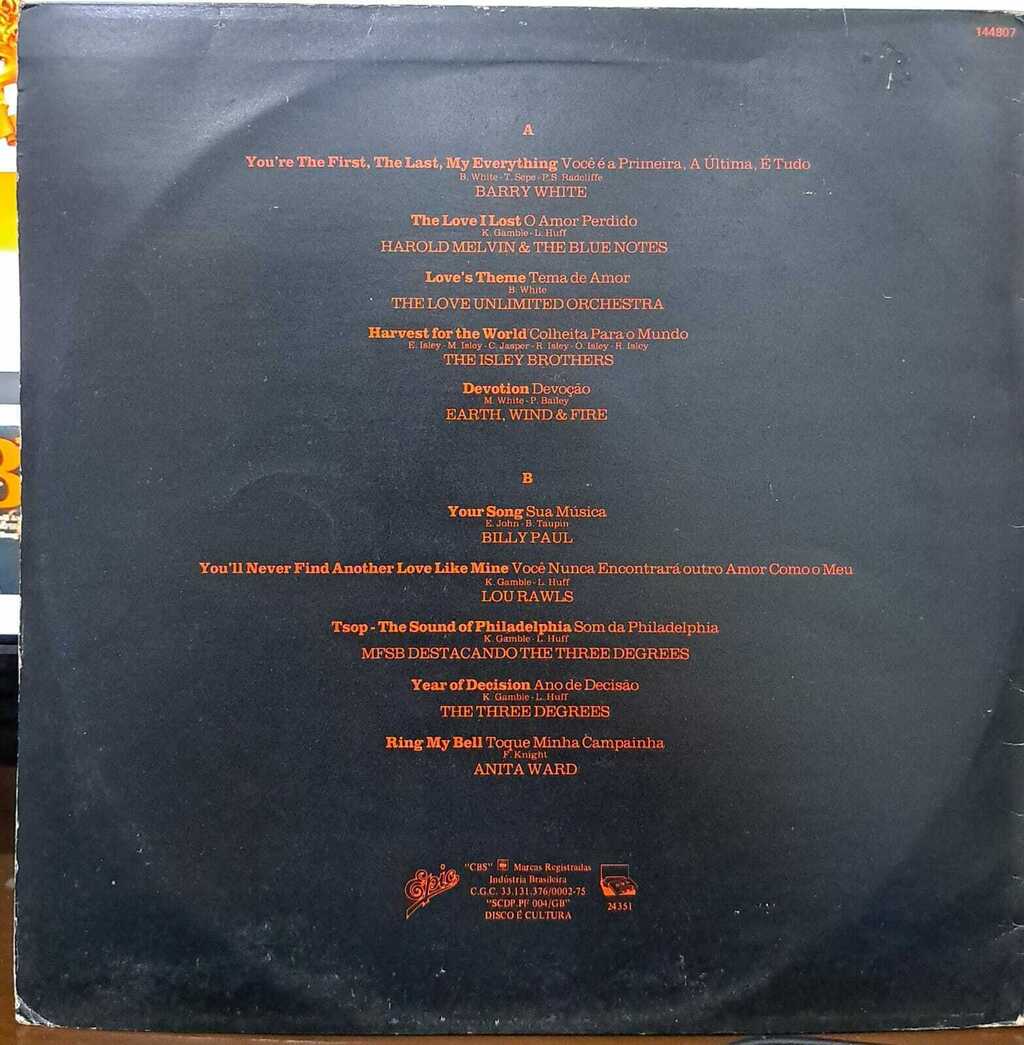 144807
A
You're The First, The Last, My Everything Você é a Primeira, A Última, É Tudo
B. White - T. Sepe - P.S. Radcliffe
BARRY WHITE
The Love I Lost O Amor Perdido
K. Gamble - L. Huff
HAROLD MELVIN & THE BLUE NOTES
Love's Theme Tema de Amor
B. White
THE LOVE UNLIMITED ORCHESTRA
Harvest for the World Colheita Para o Mundo
E. Isley - M. Isley - C. Jasper - R. Isley - O. Isley - R. Isley
THE ISLEY BROTHERS
Devotion Devoção
M. White - P. Bailey
EARTH, WIND & FIRE
B
Your Song Sua Música
E. John - B. Taupin
BILLY PAUL
You'll Never Find Another Love Like Mine Você Nunca Encontrará outro Amor Como o Meu
K. Gamble - L. Huff
LOU RAWLS
Tsop - The Sound of Philadelphia Som da Philadelphia
K. Gamble - L. Huff
MFSB DESTACANDO THE THREE DEGREES
Year of Decision Ano de Decisão
K. Gamble - L. Huff
THE THREE DEGREES
Ring My Bell Toque Minha Campainha
F. Knight
ANITA WARD
Epic
"CBS" Marcas Registradas
Indústria Brasileira
C.G.C. 33.131.376/0002-75
"SCDP.PF 004/GB"
DISCO É CULTURA
24351